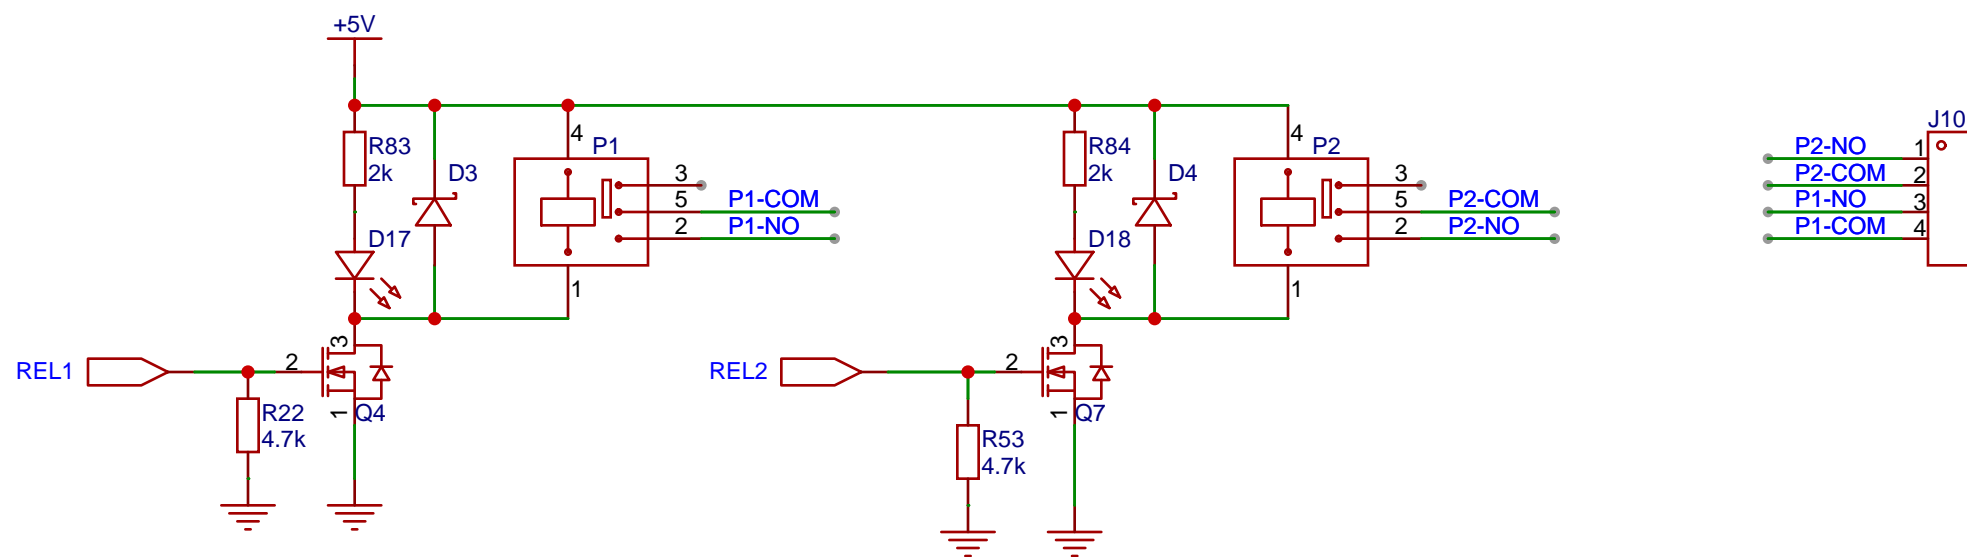 +5V
J10
R83
2k
D3
4
P1
3
5
2
P1-COM
P1-NO
D17
1
R84
2k
D4
4
P2
3
5
2
P2-COM
P2-NO
D18
1
P2-NO
1
P2-COM
2
P1-NO
3
P1-COM
4
REL1
2
3
1
Q4
R22
4.7k
REL2
2
3
1
Q7
R53
4.7k